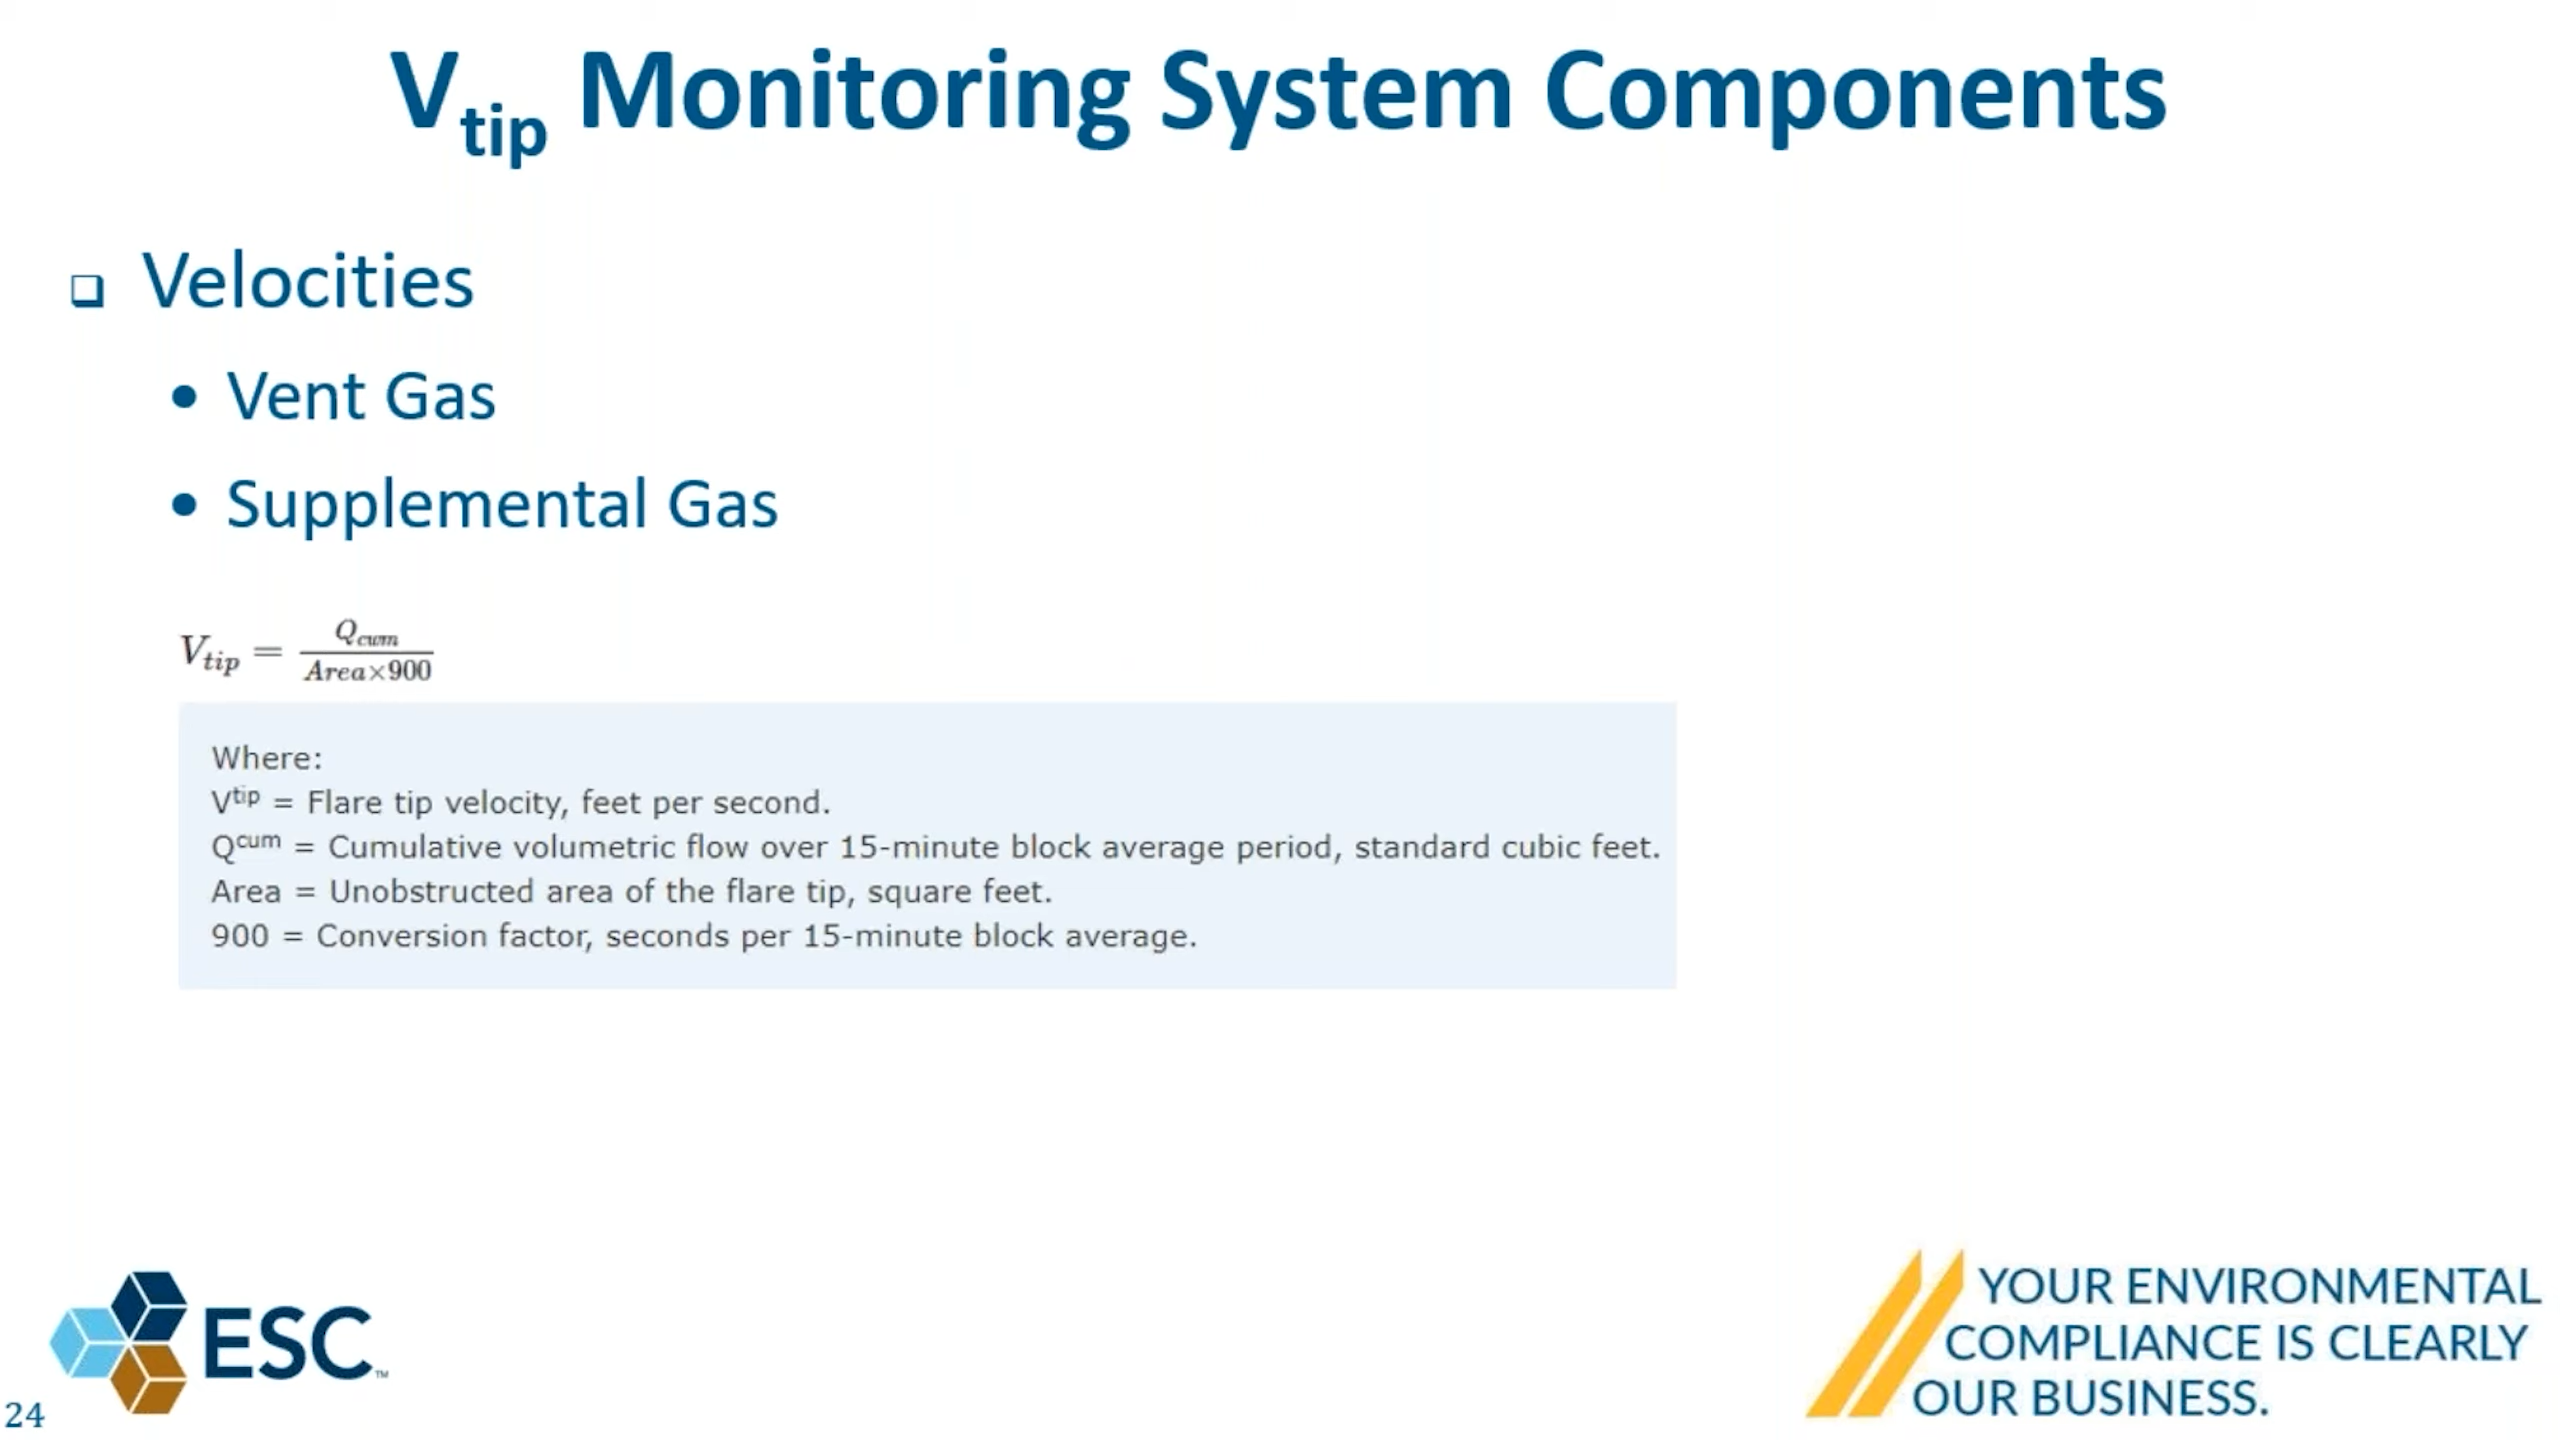 Vtip Monitoring System Components
❑ Velocities
• Vent Gas
• Supplemental Gas
Vtip = Qcum / Area×900
Where:
Vtip = Flare tip velocity, feet per second.
Qcum = Cumulative volumetric flow over 15-minute block average period, standard cubic feet.
Area = Unobstructed area of the flare tip, square feet.
900 = Conversion factor, seconds per 15-minute block average.
ESC™
YOUR ENVIRONMENTAL
COMPLIANCE IS CLEARLY
OUR BUSINESS.
24